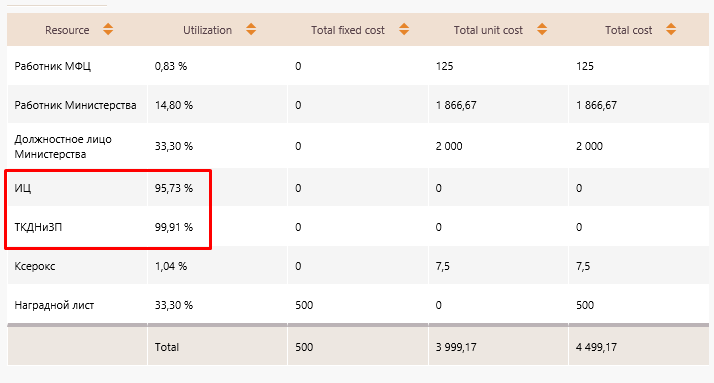 Resource Utilization Total fixed cost Total unit cost Total cost
Работник МФЦ 0,83 % 0 125 125
Работник Министерства 14,80 % 0 1 866,67 1 866,67
Должностное лицо
Министерства 33,30 % 0 2 000 2 000
ИЦ 95,73 % 0 0 0
ТКДНиЗП 99,91 % 0 0 0
Ксерокс 1,04 % 0 7,5 7,5
Наградной лист 33,30 % 500 0 500
Total 500 3 999,17 4 499,17